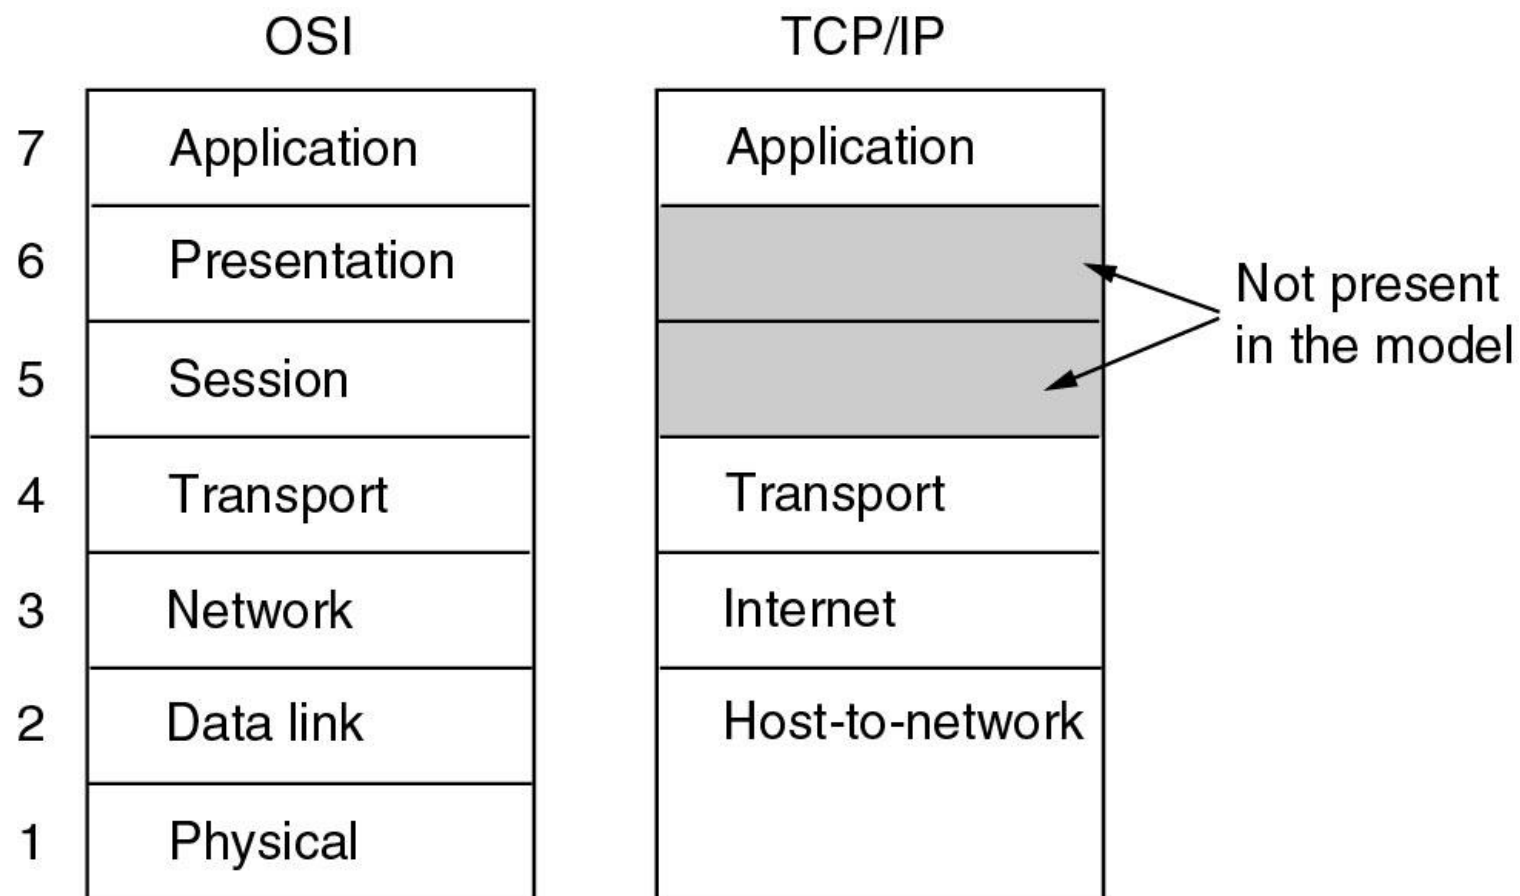 OSI TCP/IP
7 Application Application
6 Presentation
Not present
in the model
5 Session
4 Transport Transport
3 Network Internet
2 Data link Host-to-network
1 Physical